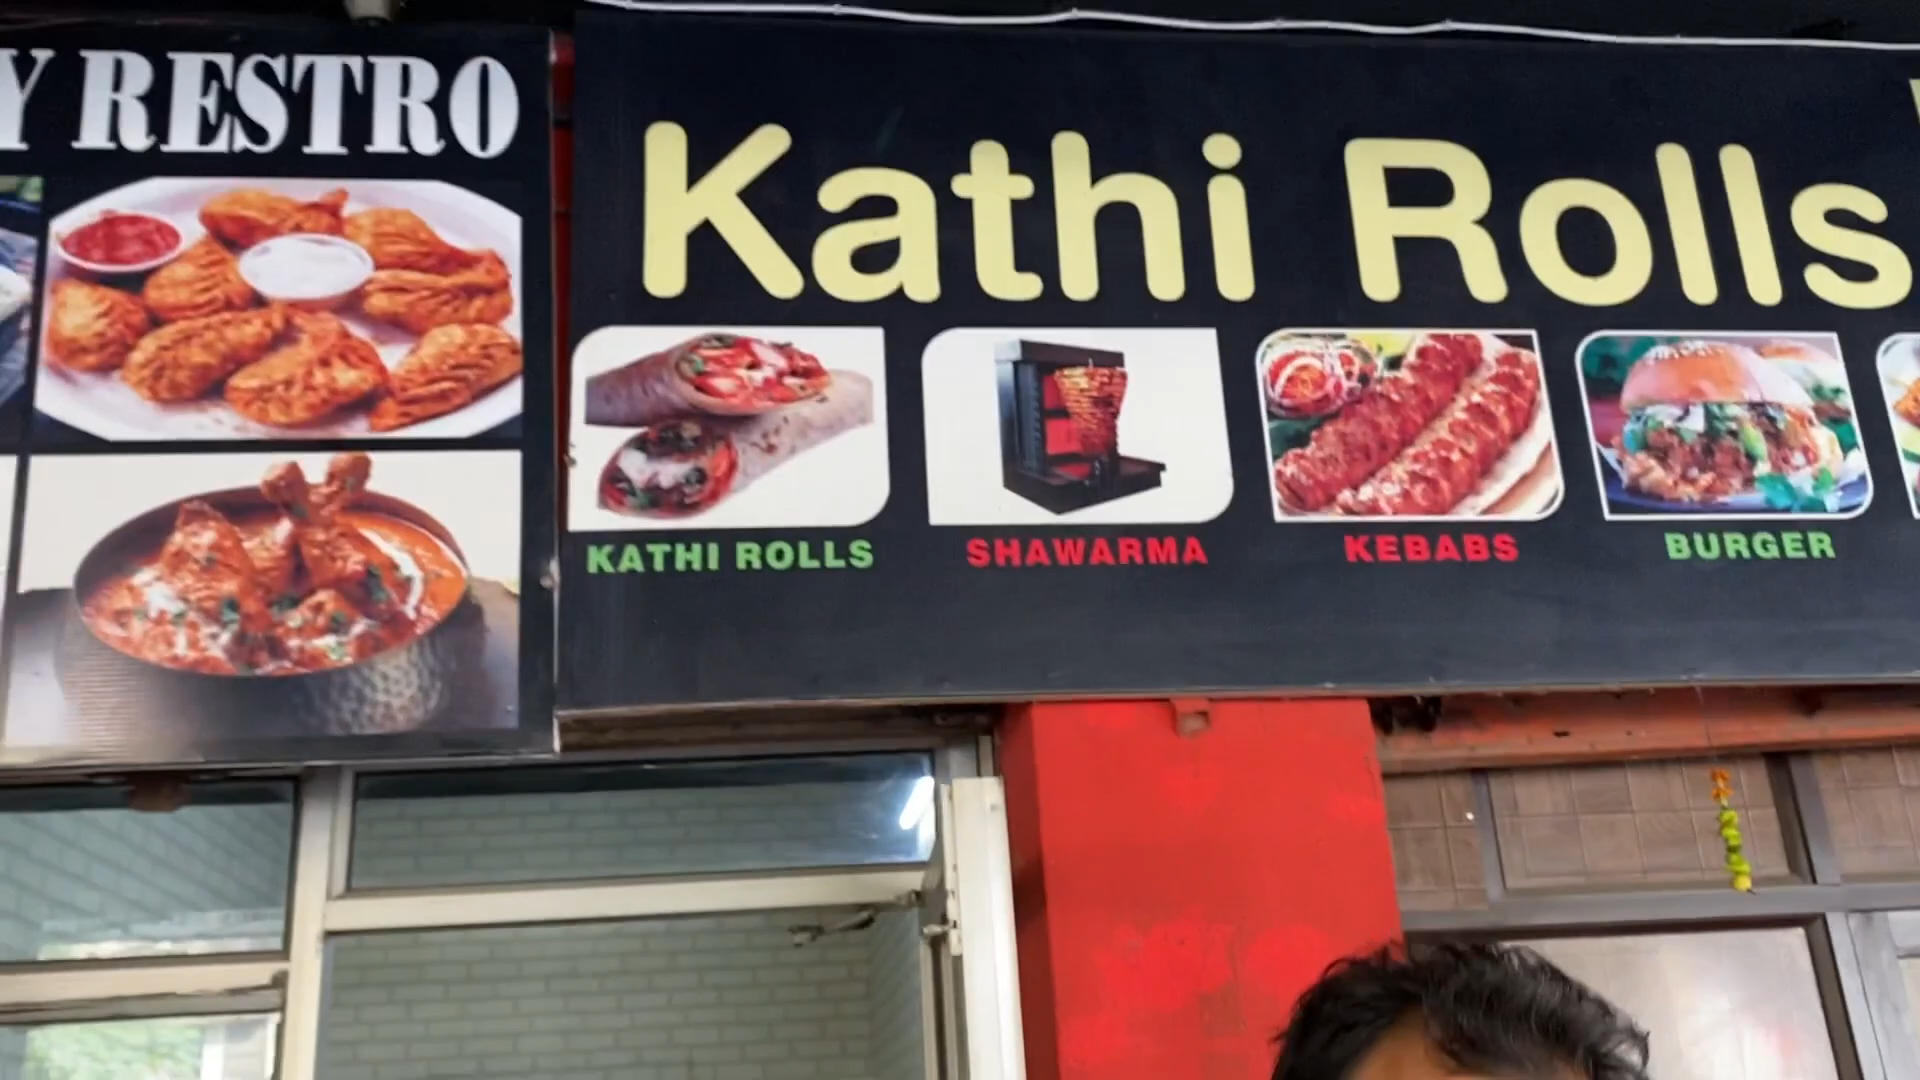 Y RESTRO
Kathi Rolls
KATHI ROLLS
SHAWARMA
KEBABS
BURGER